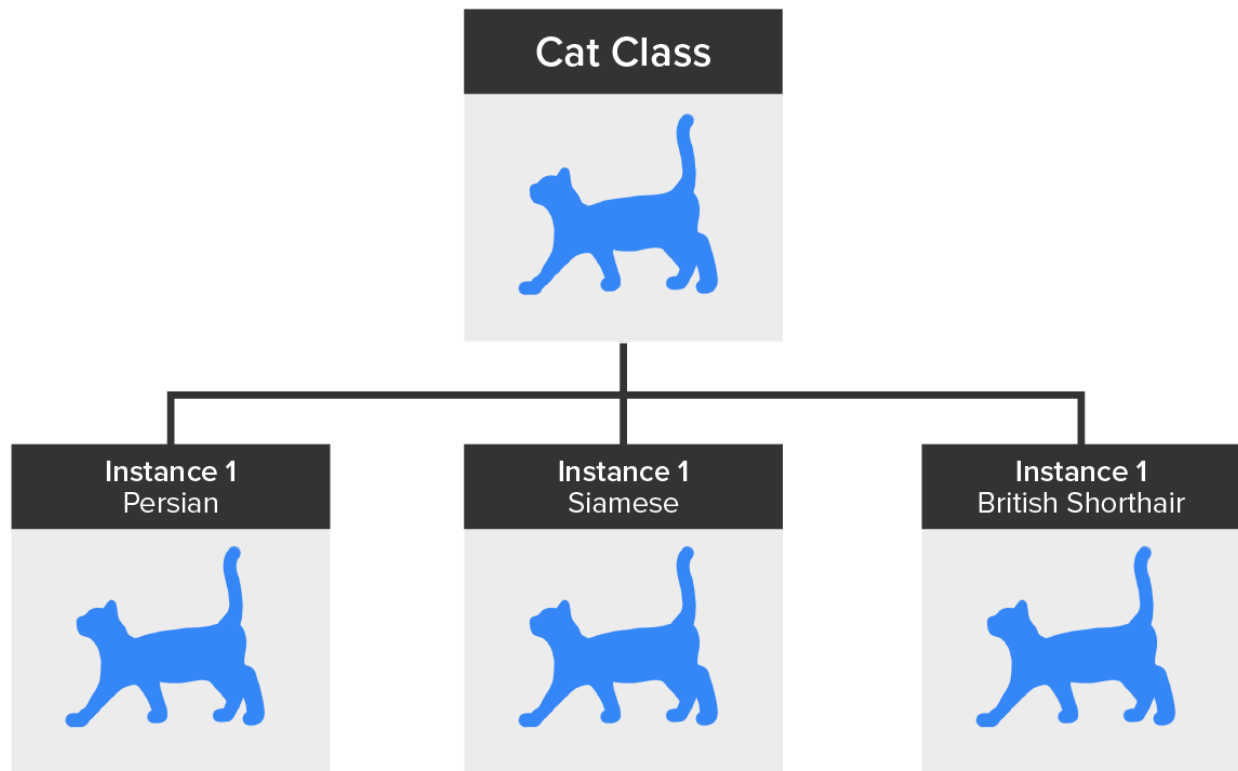 Cat Class
Instance 1
Persian
Instance 1
Siamese
Instance 1
British Shorthair